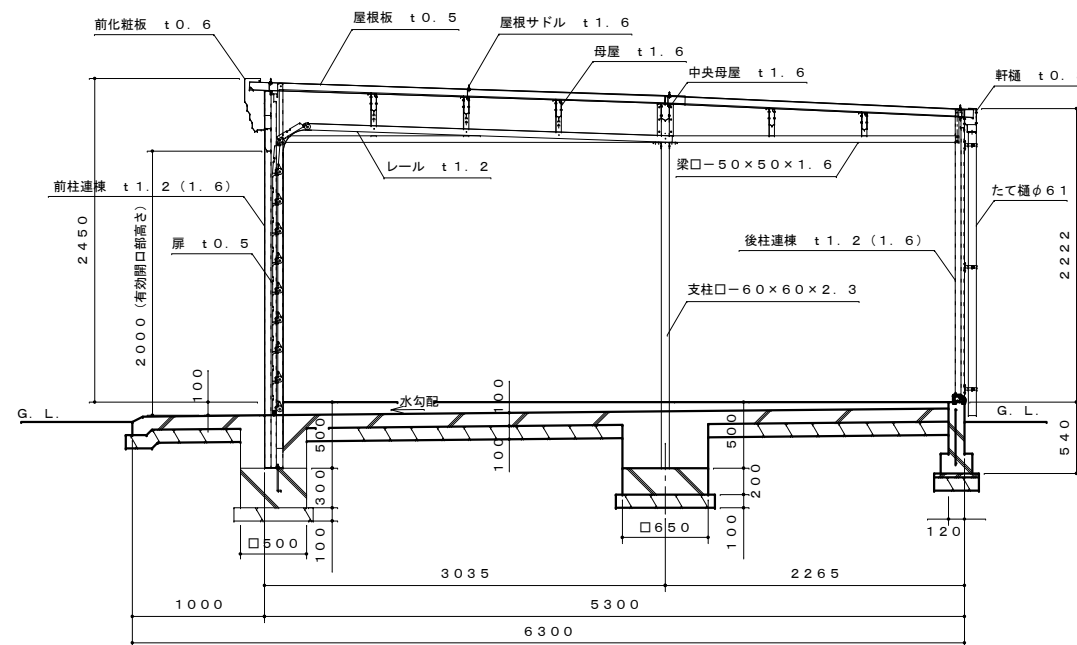 前化粧板 t0.6
屋根板 t0.5
屋根サドル t1.6
母屋 t1.6
中央母屋 t1.6
軒樋 t0.
レール t1.2
梁□-50×50×1.6
前柱連棟 t1.2(1.6)
たて樋φ61
2450
2000(有効開口部高さ)
扉 t0.5
後柱連棟 t1.2(1.6)
2222
支柱□-60×60×2.3
100
水勾配
100
G.L.
G.L.
500
100
500
540
300
200
100
100
□500
□650
120
3035
2265
1000
5300
6300